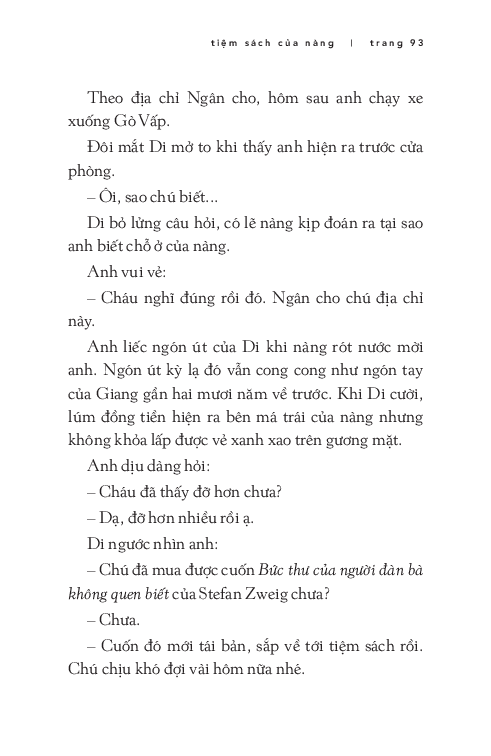 tiệm sách của nàng | trang 93
Theo địa chỉ Ngân cho, hôm sau anh chạy xe
xuống Gò Vấp.
Đôi mắt Di mở to khi thấy anh hiện ra trước cửa
phòng.
– Ôi, sao chú biết...
Di bỏ lửng câu hỏi, có lẽ nàng kịp đoán ra tại sao
anh biết chỗ ở của nàng.
Anh vui vẻ:
– Cháu nghĩ đúng rồi đó. Ngân cho chú địa chỉ
này.
Anh liếc ngón út của Di khi nàng rót nước mời
anh. Ngón út kỳ lạ đó vẫn cong cong như ngón tay
của Giang gần hai mươi năm về trước. Khi Di cười,
lúm đồng tiền hiện ra bên má trái của nàng nhưng
không khỏa lấp được vẻ xanh xao trên gương mặt.
Anh dịu dàng hỏi:
– Cháu đã thấy đỡ hơn chưa?
– Dạ, đỡ hơn nhiều rồi ạ.
Di ngước nhìn anh:
– Chú đã mua được cuốn Bức thư của người đàn bà
không quen biết của Stefan Zweig chưa?
– Chưa.
– Cuốn đó mới tái bản, sắp về tới tiệm sách rồi.
Chú chịu khó đợi vài hôm nữa nhé.